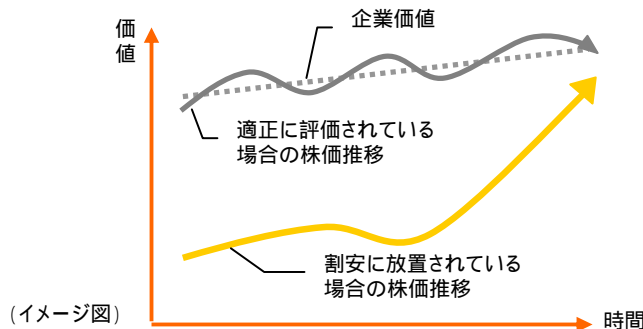 価
値
企業価値
適正に評価されている
場合の株価推移
割安に放置されている
場合の株価推移
(イメージ図)
時間